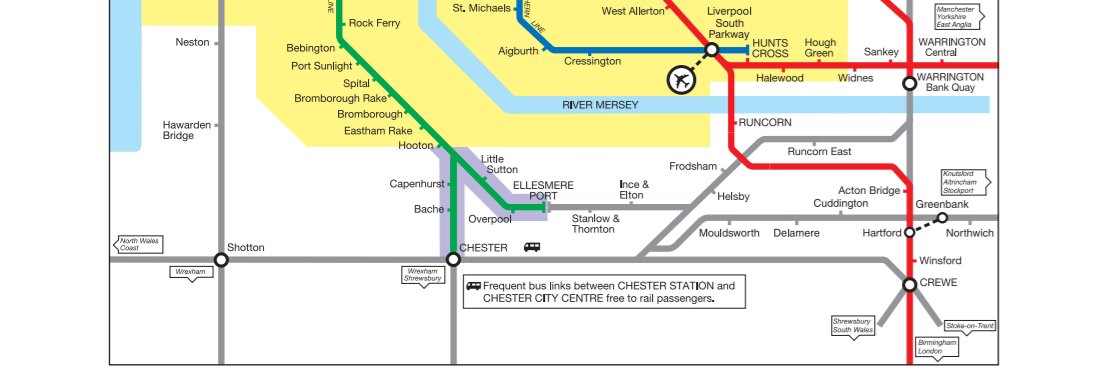 LINE
Rock Ferry
St. Michaels
LINE
West Allerton
Liverpool
South
Parkway
Manchester
Yorkshire
East Anglia
Neston
Bebington
Aigburth
Cressington
HUNTS
CROSS
Hough
Green
Sankey
WARRINGTON
Central
Port Sunlight
Spital
Halewood
Widnes
WARRINGTON
Bank Quay
Bromborough Rake
RIVER MERSEY
Bromborough
Hawarden
Bridge
Eastham Rake
RUNCORN
Hooton
Runcorn East
Little
Sutton
Frodsham
Knutsford
Altrincham
Stockport
Capenhurst
ELLESMERE
PORT
Ince &
Elton
Helsby
Acton Bridge
Cuddington
Greenbank
Bache
Overpool
Stanlow &
Thornton
Mouldsworth
Delamere
Hartford
Northwich
North Wales
Coast
Shotton
CHESTER
Winsford
Wrexham
Wrexham
Shrewsbury
Frequent bus links between CHESTER STATION and
CHESTER CITY CENTRE free to rail passengers.
CREWE
Shrewsbury
South Wales
Stoke-on-Trent
Birmingham
London